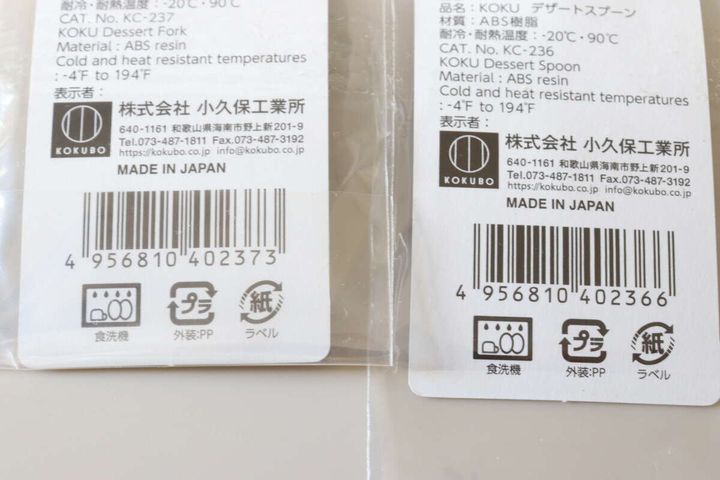 耐冷・耐熱温度：-20℃・90℃
CAT. No. KC-237
KOKU Dessert Fork
Material : ABS resin
Cold and heat resistant temperatures
: -4℉ to 194℉
表示者：
KOKUBO
株式会社 小久保工業所
640-1161 和歌山県海南市野上新201-9
Tel.073-487-1811 Fax.073-487-3192
https://kokubo.co.jp info@kokubo.co.jp
MADE IN JAPAN
4 956810 402373
食洗機
プラ
外装:PP
紙
ラベル
品名：KOKU デザートスプーン
材質：ABS樹脂
耐冷・耐熱温度：-20℃・90℃
CAT. No. KC-236
KOKU Dessert Spoon
Material : ABS resin
Cold and heat resistant temperatures
: -4℉ to 194℉
表示者：
KOKUBO
株式会社 小久保工業所
640-1161 和歌山県海南市野上新201-9
Tel.073-487-1811 Fax.073-487-3192
https://kokubo.co.jp info@kokubo.co.jp
MADE IN JAPAN
4 956810 402366
食洗機
プラ
外装:PP
紙
ラベル